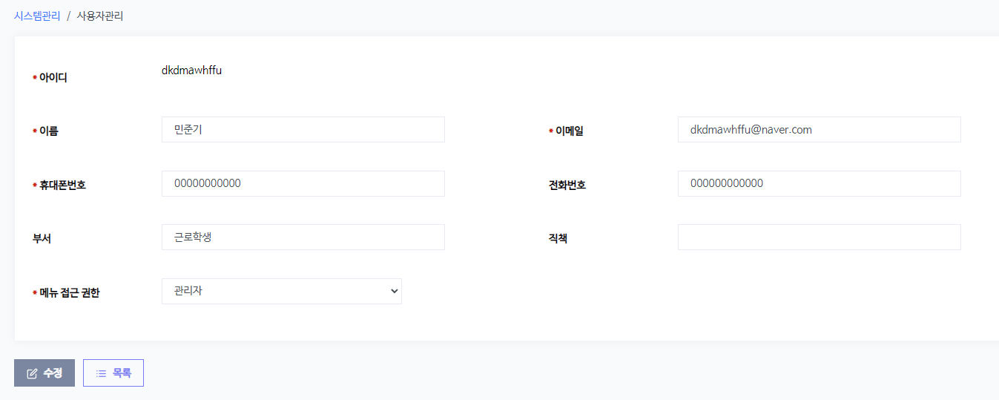 시스템관리 / 사용자관리
* 아이디 dkdmawhffu
* 이름 민준기 * 이메일 dkdmawhffu@naver.com
* 휴대폰번호 00000000000 전화번호 000000000000
부서 근로학생 직책
* 메뉴 접근 권한 관리자
수정 목록